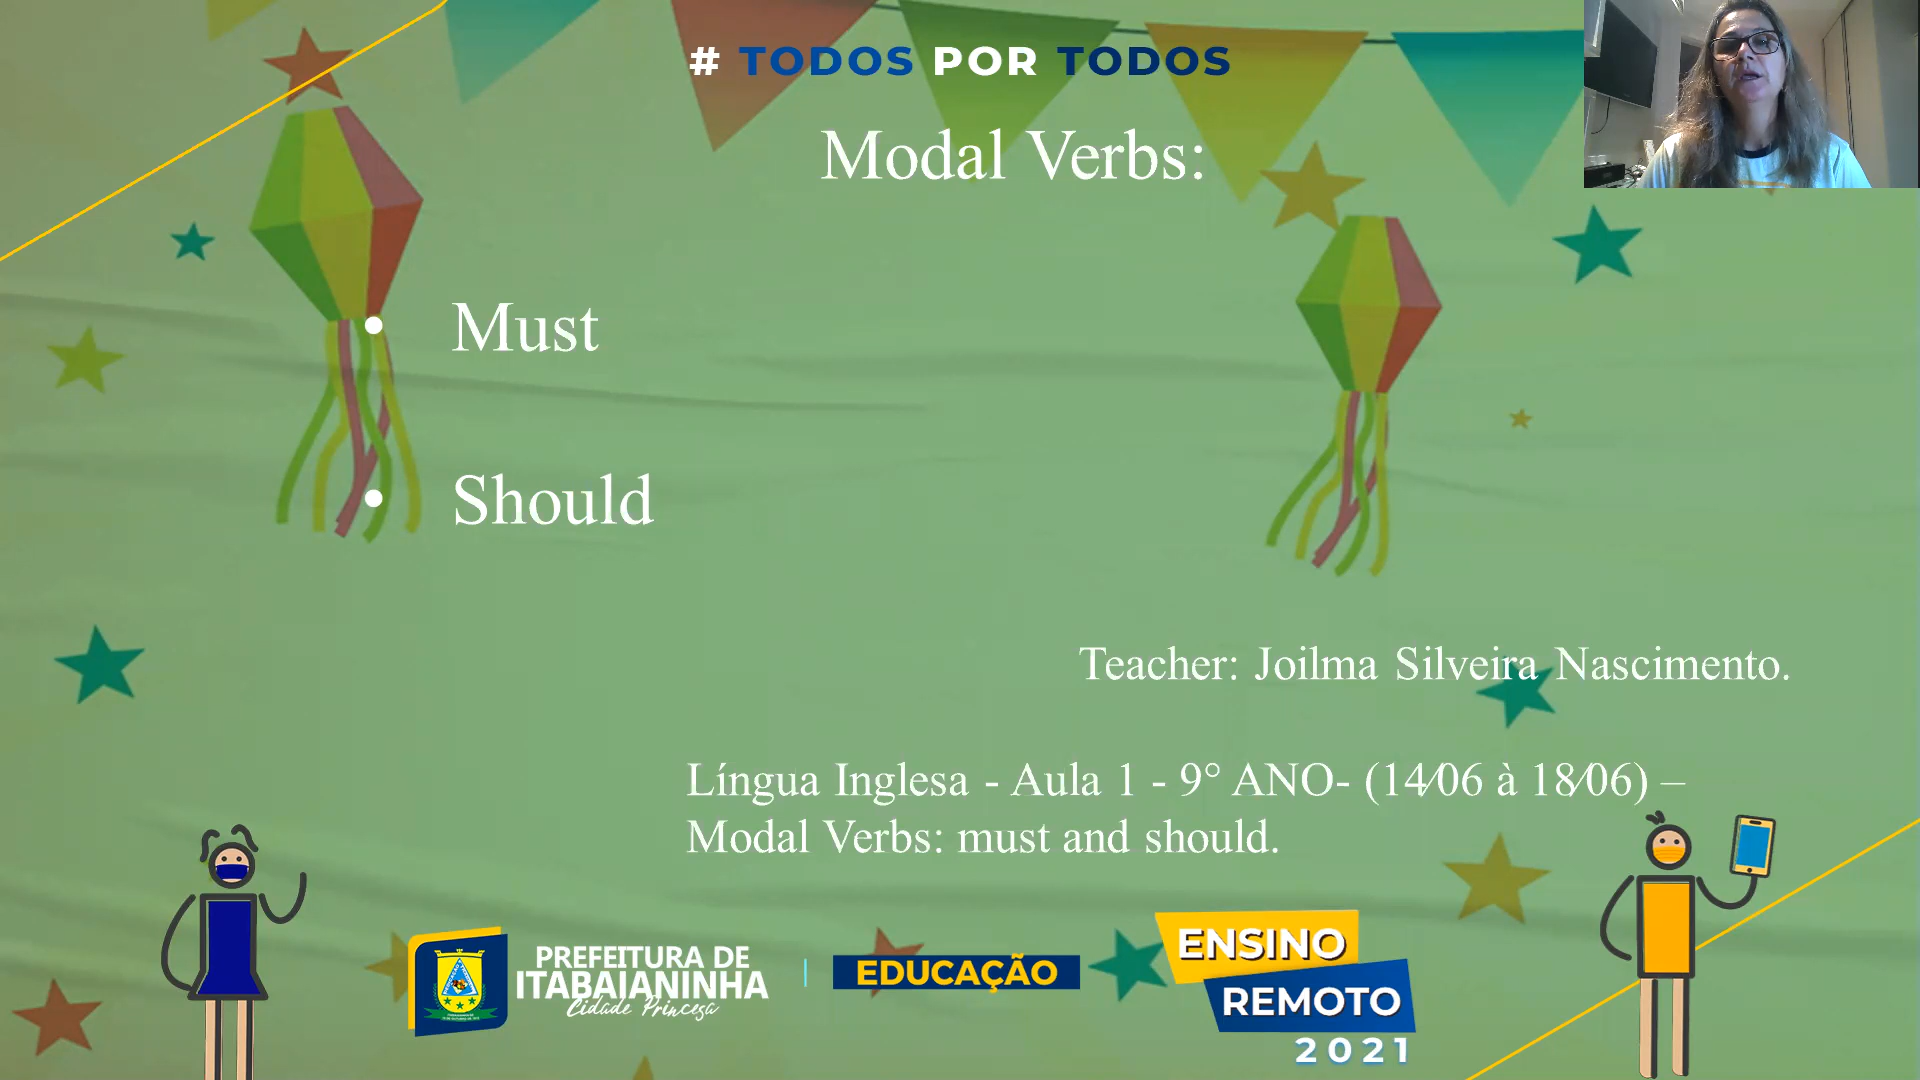 # TODOS POR TODOS
Modal Verbs:
• Must
• Should
Teacher: Joilma Silveira Nascimento.
Língua Inglesa - Aula 1 - 9° ANO- (14⁄06 à 18⁄06) –
Modal Verbs: must and should.
PREFEITURA DE
ITABAIANINHA
Cidade Princesa
EDUCAÇÃO
ENSINO
REMOTO
2021